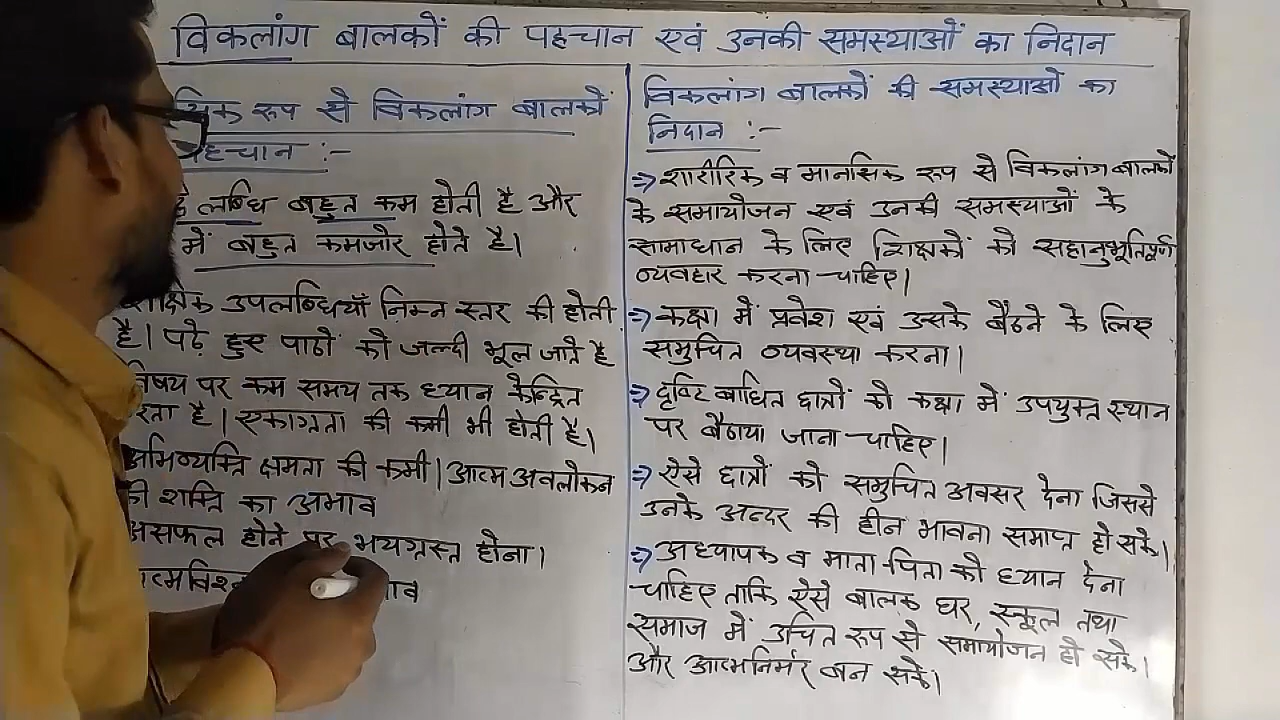 विकलांग बालकों की पहचान एवं उनकी समस्याओं का निदान
रूप से विकलांग बालकों
पहचान :-
लब्धि बहुत कम होती है और
में बहुत कमजोर होते है।
शैक्षिक उपलब्धियाँ निम्न स्तर की होती
है। पढ़े हुए पाठों को जल्दी भूल जाते है
विषय पर कम समय तक ध्यान केन्द्रित
है। एकाग्रता की कमी भी होती है।
अभिव्यक्ति क्षमता की कमी। आत्म अवलोकन
की शक्ति का अभाव
असफल होते पर भयग्रस्त होना।
विकलांग बालकों की समस्याओं का
निदान :-
⇒ शारीरिक व मानसिक रूप से विकलांग बालकों
के समायोजन एवं उनकी समस्याओं के
सामाधान के लिए शिक्षकों को सहानुभूतिपूर्ण
व्यवहार करना चाहिए।
⇒ कक्षा में प्रवेश एवं उसके बैठने के लिए
समुचित व्यवस्था करना।
⇒ दृष्टि बाधित छात्रों को कक्षा में उपयुक्त स्थान
पर बैठाया जाना चाहिए।
⇒ ऐसे छात्रों को समुचित अवसर देना जिससे
उनके अन्दर की हीन भावना समाप्त हो सके।
⇒ अध्यापक व माता-पिता को ध्यान देना
चाहिए ताकि ऐसे बालक घर, स्कूल तथा
समाज में उचित रूप से समायोजन हो सके।
और आत्मनिर्भर बन सके।